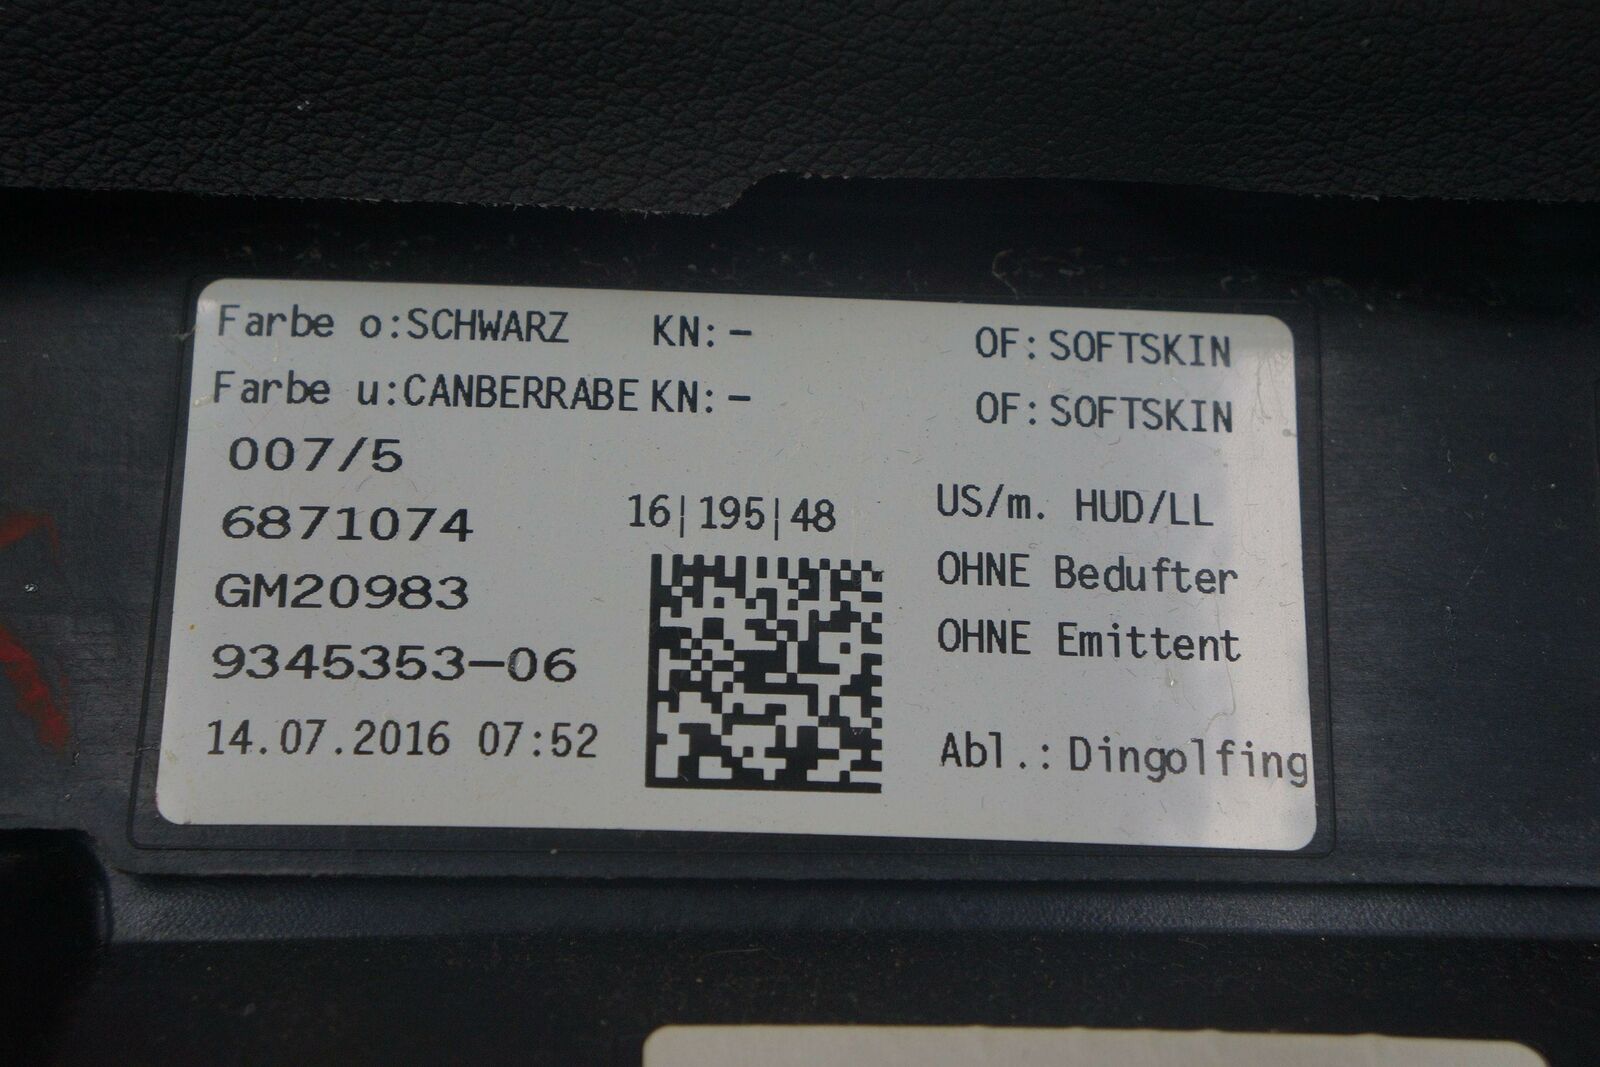 Farbe o:SCHWARZ KN:- OF:SOFTSKIN
Farbe u:CANBERRABE KN:- OF:SOFTSKIN
007/5
6871074 16|195|48 US/m. HUD/LL
GM20983 OHNE Bedufter
9345353-06 OHNE Emittent
14.07.2016 07:52 Abl.:Dingolfing